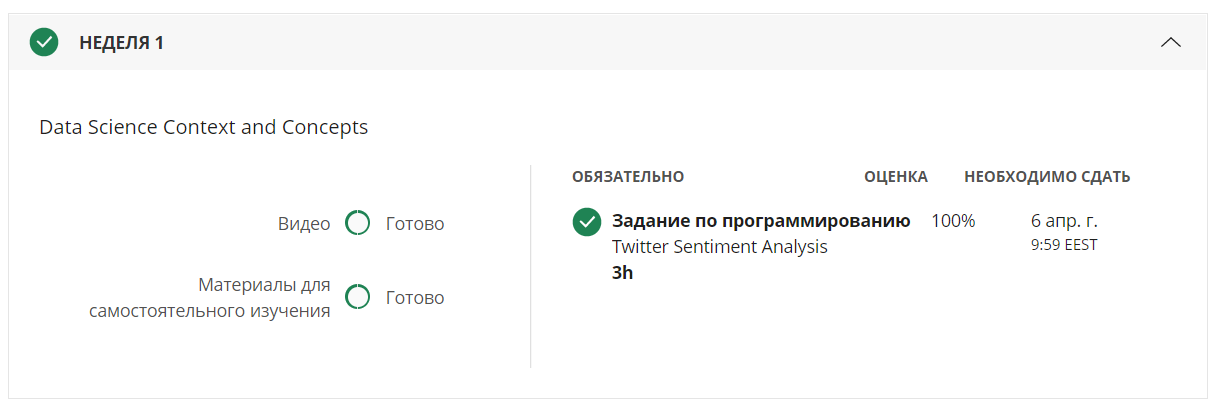 НЕДЕЛЯ 1
Data Science Context and Concepts
Видео Готово
Материалы для
самостоятельного изучения Готово
ОБЯЗАТЕЛЬНО ОЦЕНКА НЕОБХОДИМО СДАТЬ
Задание по программированию 100% 6 апр. г.
Twitter Sentiment Analysis 9:59 EEST
3h